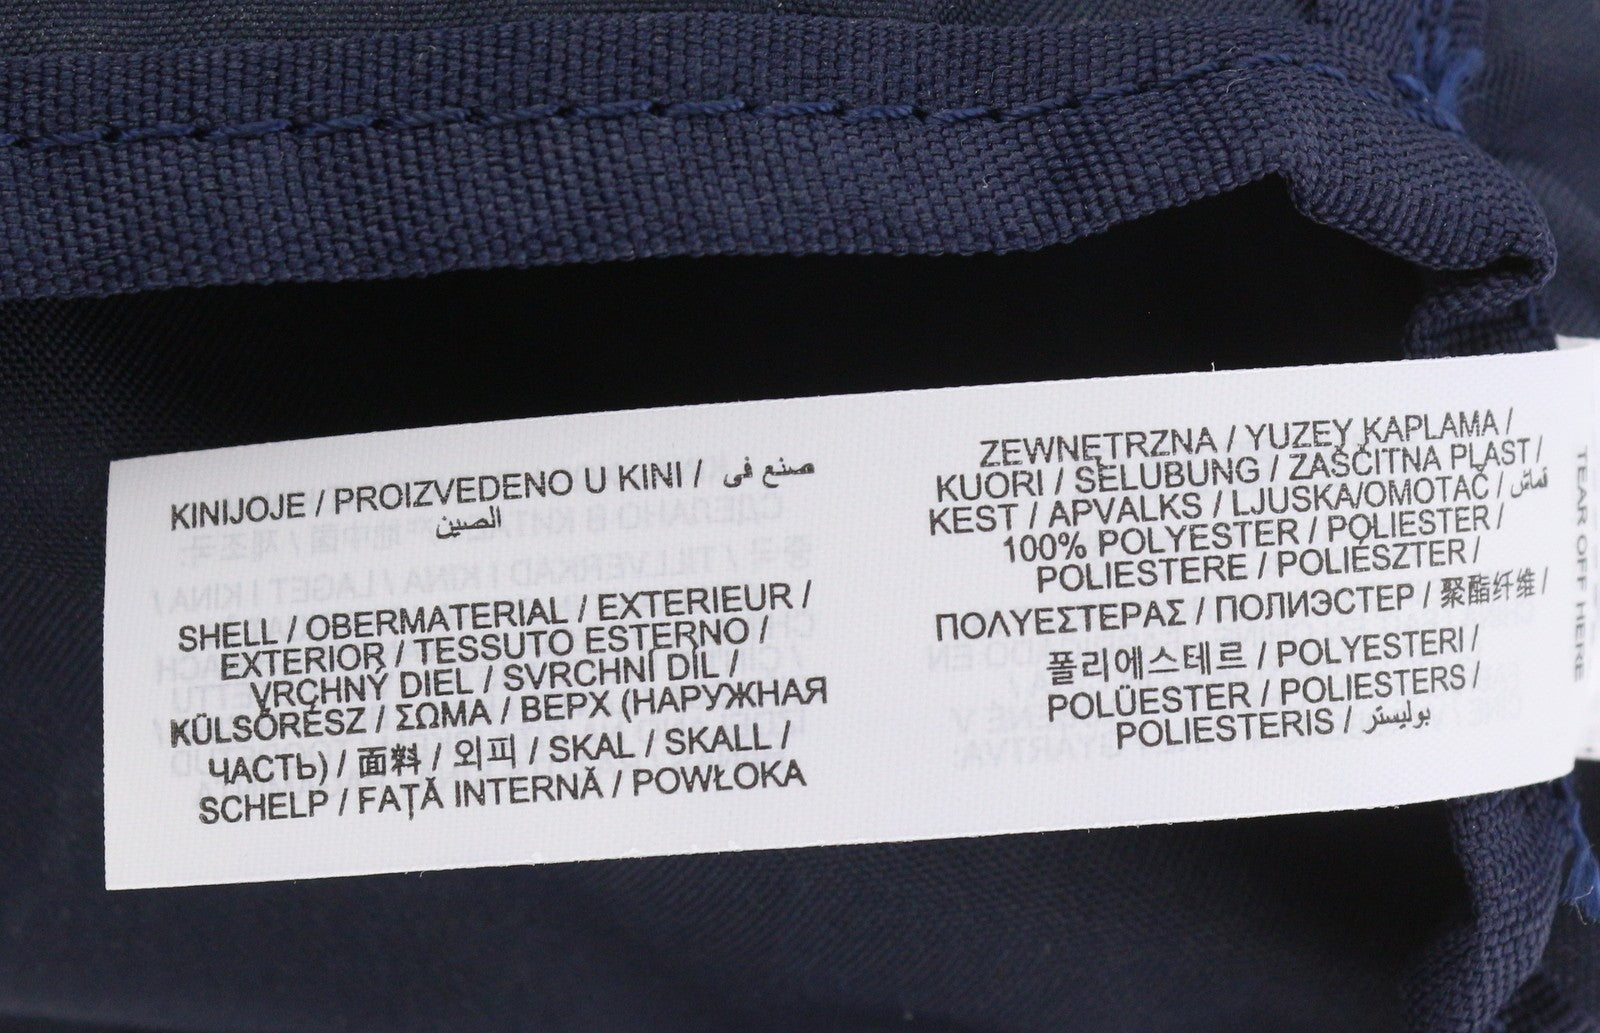 KINIJOJE / PROIZVEDENO U KINI / صنع في
الصين
SHELL / OBERMATERIAL / EXTERIEUR /
EXTERIOR / TESSUTO ESTERNO /
VRCHNÝ DIEL / SVRCHNÍ DÍL /
KÜLSŐRÉSZ / ΣΩΜΑ / ВЕРХ (НАРУЖНАЯ
ЧАСТЬ) / 面料 / 외피 / SKAL / SKALL /
SCHELP / FAȚĂ INTERNĂ / POWŁOKA
ZEWNĘTRZNA / YUZEY KAPLAMA /
KUORI / ŠELUBUNG / ZAŠČITNA PLAST /
KEST / APVALKS / LJUSKA/OMOTAČ / قماش
100% POLYESTER / POLIESTER /
POLIESTERE / POLIÉSZTER /
ΠΟΛΥΕΣΤΕΡΑΣ / ПОЛИЭСТЕР / 聚酯纤维 /
폴리에스테르 / POLYESTERI /
POLÜESTER / POLIESTERS /
POLIESTERIS / بوليستر
TEAR OFF HERE